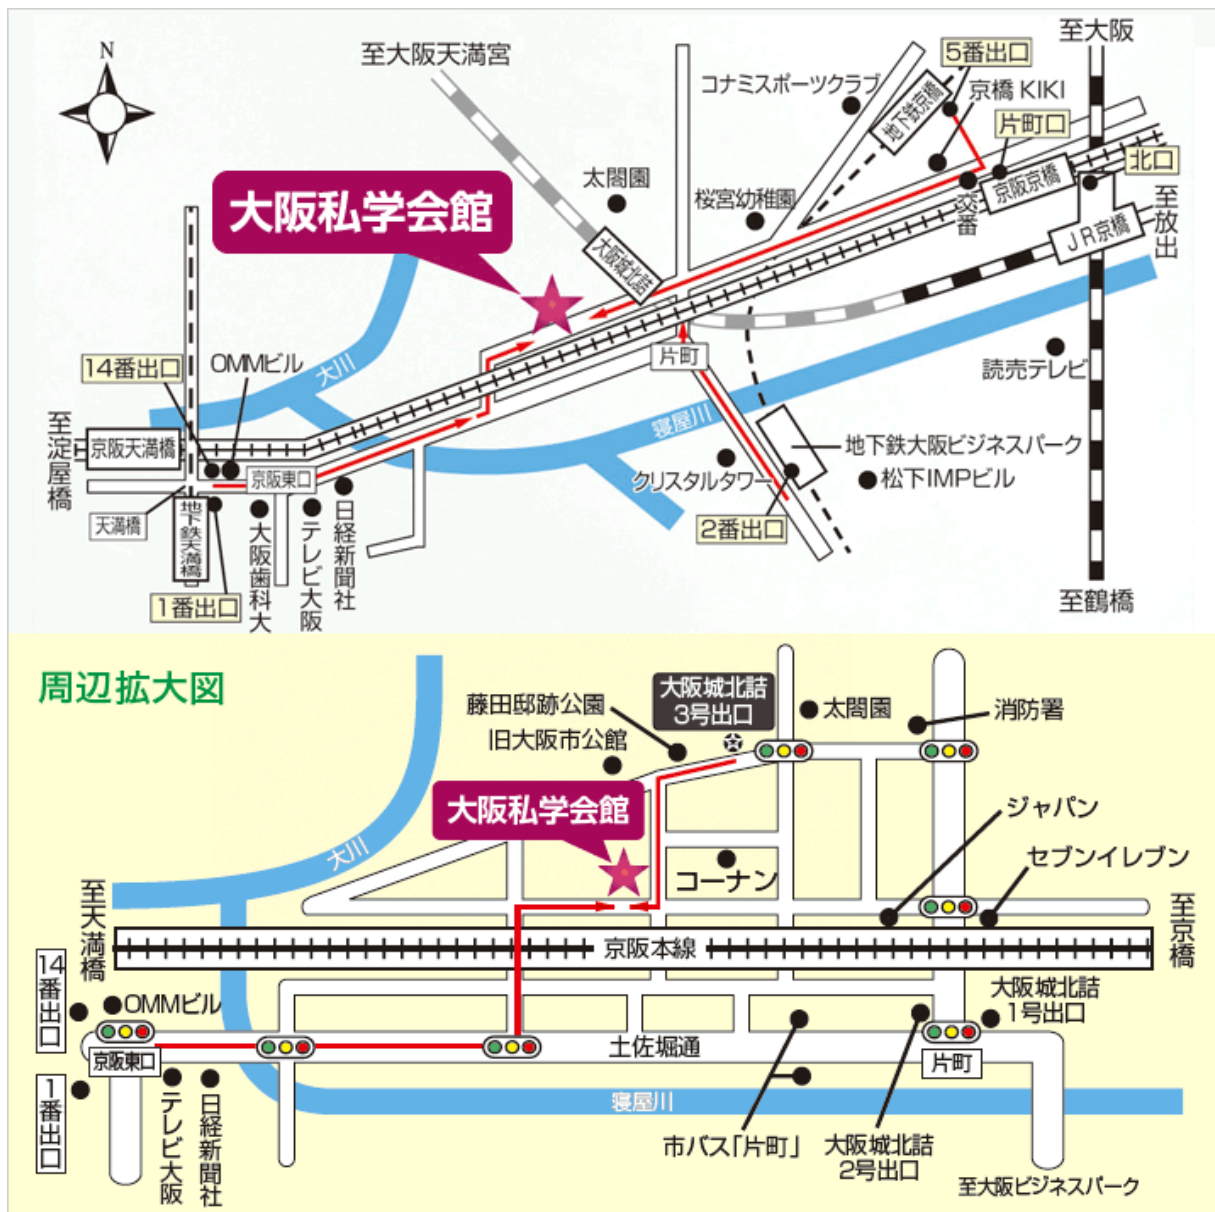 N
至大阪天満宮
コナミスポーツクラブ
5番出口
至大阪
地下鉄京橋
京橋 KIKI
片町口
北口
京阪京橋
太閤園
桜宮幼稚園
交番
至放出
JR京橋
大阪私学会館
大阪城北詰
14番出口
OMMビル
大川
片町
読売テレビ
至淀屋橋
京阪天満橋
京阪東口
寝屋川
地下鉄大阪ビジネスパーク
クリスタルタワー
松下IMPビル
天満橋
地下鉄天満橋
2番出口
1番出口
大阪歯科大
テレビ大阪
日経新聞社
至鶴橋
周辺拡大図
藤田邸跡公園
旧大阪市公館
大阪城北詰
3号出口
太閤園
消防署
大阪私学会館
大川
コーナン
ジャパン
セブンイレブン
至天満橋
京阪本線
至京橋
14番出口
OMMビル
大阪城北詰
1号出口
京阪東口
土佐堀通
片町
1番出口
テレビ大阪
日経新聞社
寝屋川
市バス「片町」
大阪城北詰
2号出口
至大阪ビジネスパーク